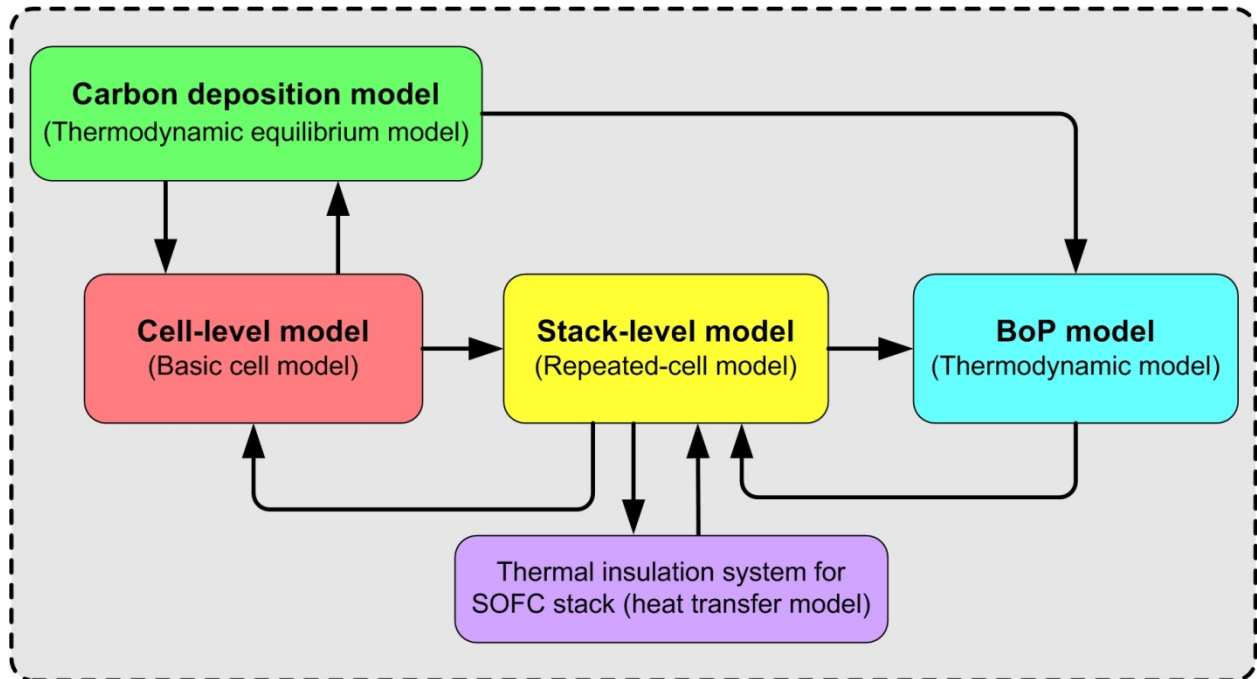 Carbon deposition model
(Thermodynamic equilibrium model)
Cell-level model
(Basic cell model)
Stack-level model
(Repeated-cell model)
BoP model
(Thermodynamic model)
Thermal insulation system for
SOFC stack (heat transfer model)